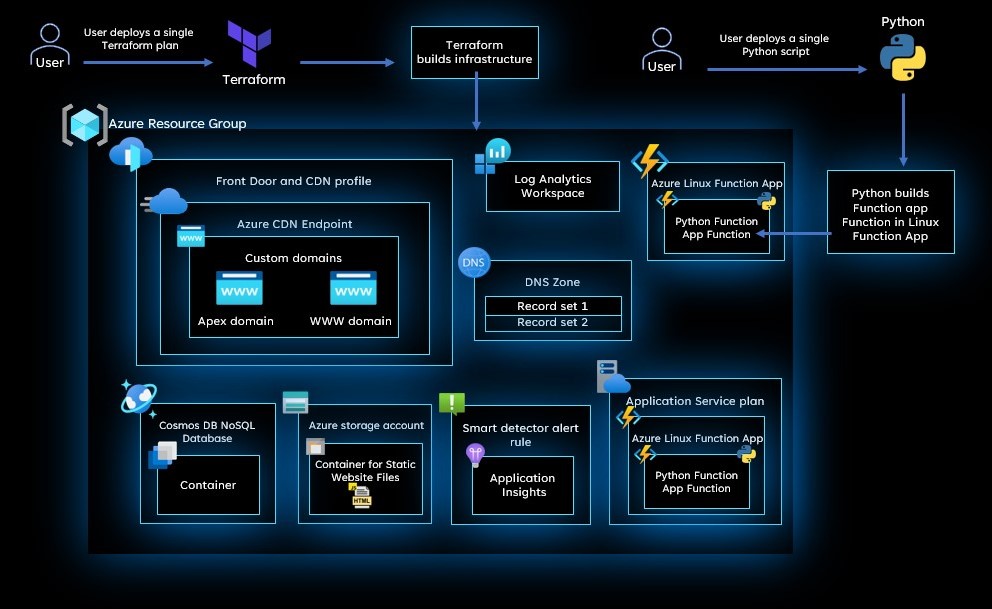 User deploys a single
Terraform plan
User
Terraform
Terraform
builds infrastructure
User deploys a single
Python script
User
Python
Azure Resource Group
Front Door and CDN profile
Azure CDN Endpoint
www
Custom domains
www
www
Apex domain
WWW domain
Log Analytics
Workspace
Azure Linux Function App
Python Function
App Function
Python builds
Function app
Function in Linux
Function App
DNS
DNS Zone
Record set 1
Record set 2
Cosmos DB NoSQL
Database
Container
Azure storage account
Container for Static
Website Files
HTML
Smart detector alert
rule
Application
Insights
Application Service plan
Azure Linux Function App
Python Function
App Function